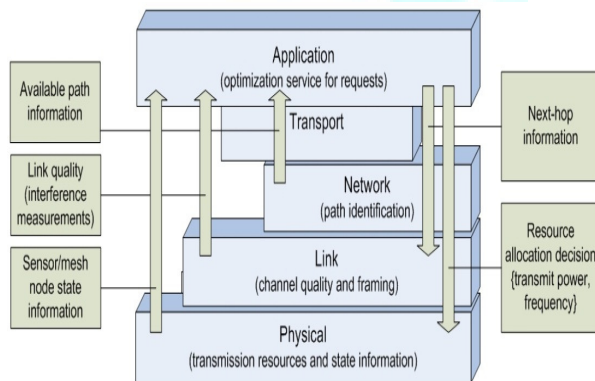 Application
(optimization service for requests)
Available path
information
Transport
Next-hop
information
Link quality
(interference
measurements)
Network
(path identification)
Sensor/mesh
node state
information
Link
(channel quality and framing)
Resource
allocation decision
{transmit power,
frequency}
Physical
(transmission resources and state information)